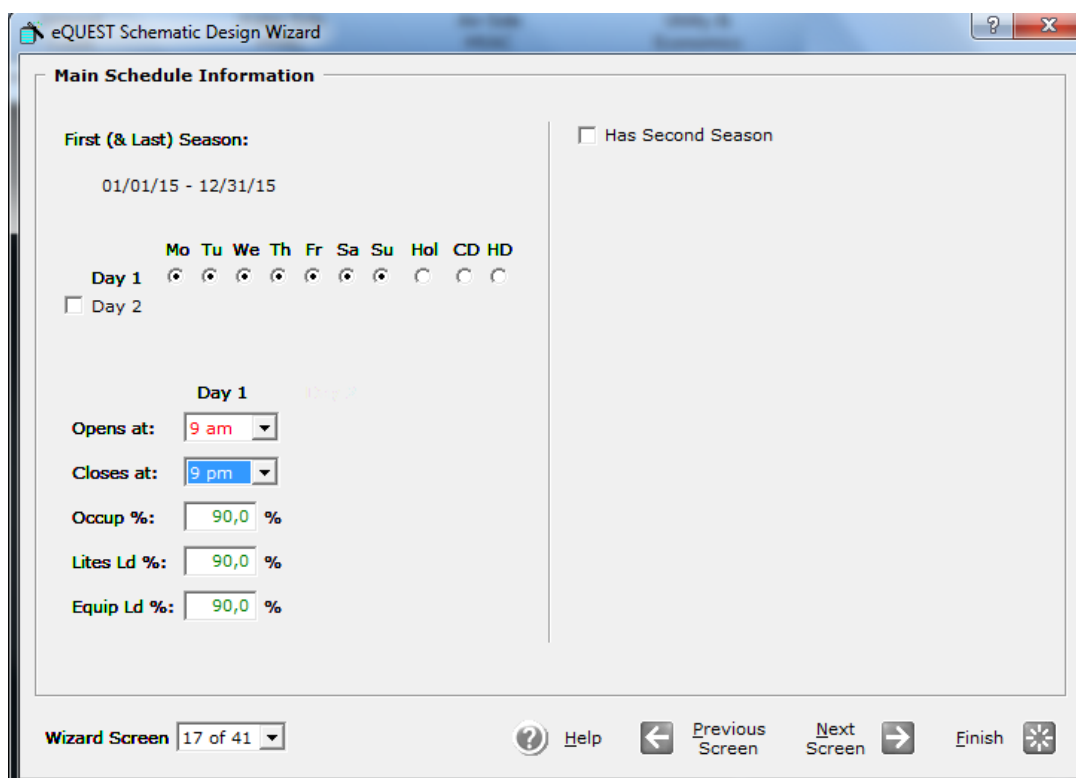 eQUEST Schematic Design Wizard
Main Schedule Information
First (& Last) Season:
01/01/15 - 12/31/15
Mo Tu We Th Fr Sa Su Hol CD HD
Day 1
Day 2
Has Second Season
Day 1
Opens at: 9 am
Closes at: 9 pm
Occup %: 90,0 %
Lites Ld %: 90,0 %
Equip Ld %: 90,0 %
Wizard Screen 17 of 41
Help
Previous Screen
Next Screen
Finish